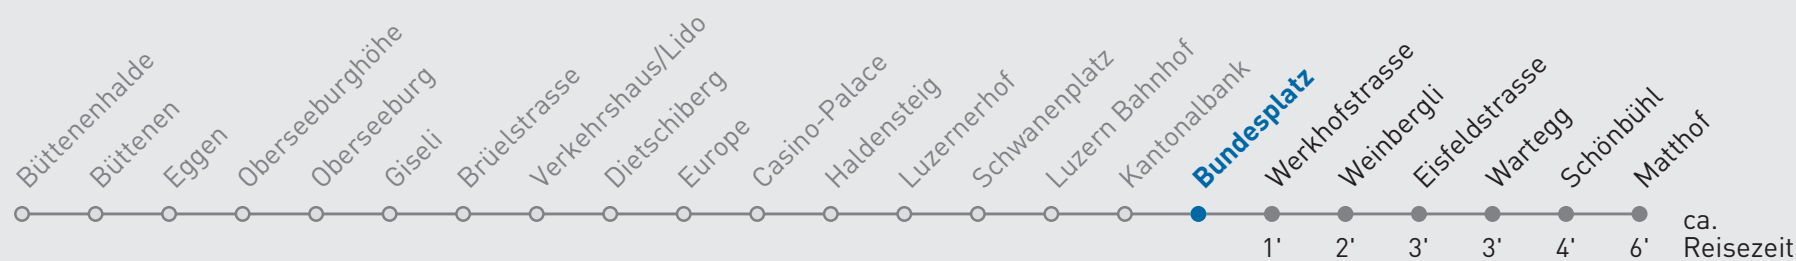 Büttenenhalde
Büttenen
Eggen
Oberseeburghöhe
Oberseeburg
Giseli
Brüelstrasse
Verkehrshaus/Lido
Dietschiberg
Europe
Casino-Palace
Haldensteig
Luzernerhof
Schwanenplatz
Luzern Bahnhof
Kantonalbank
Bundesplatz
Werkhofstrasse
Weinbergli
Eisfeldstrasse
Wartegg
Schönbühl
Matthof
1' 2' 3' 3' 4' 6'
ca.
Reisezeit